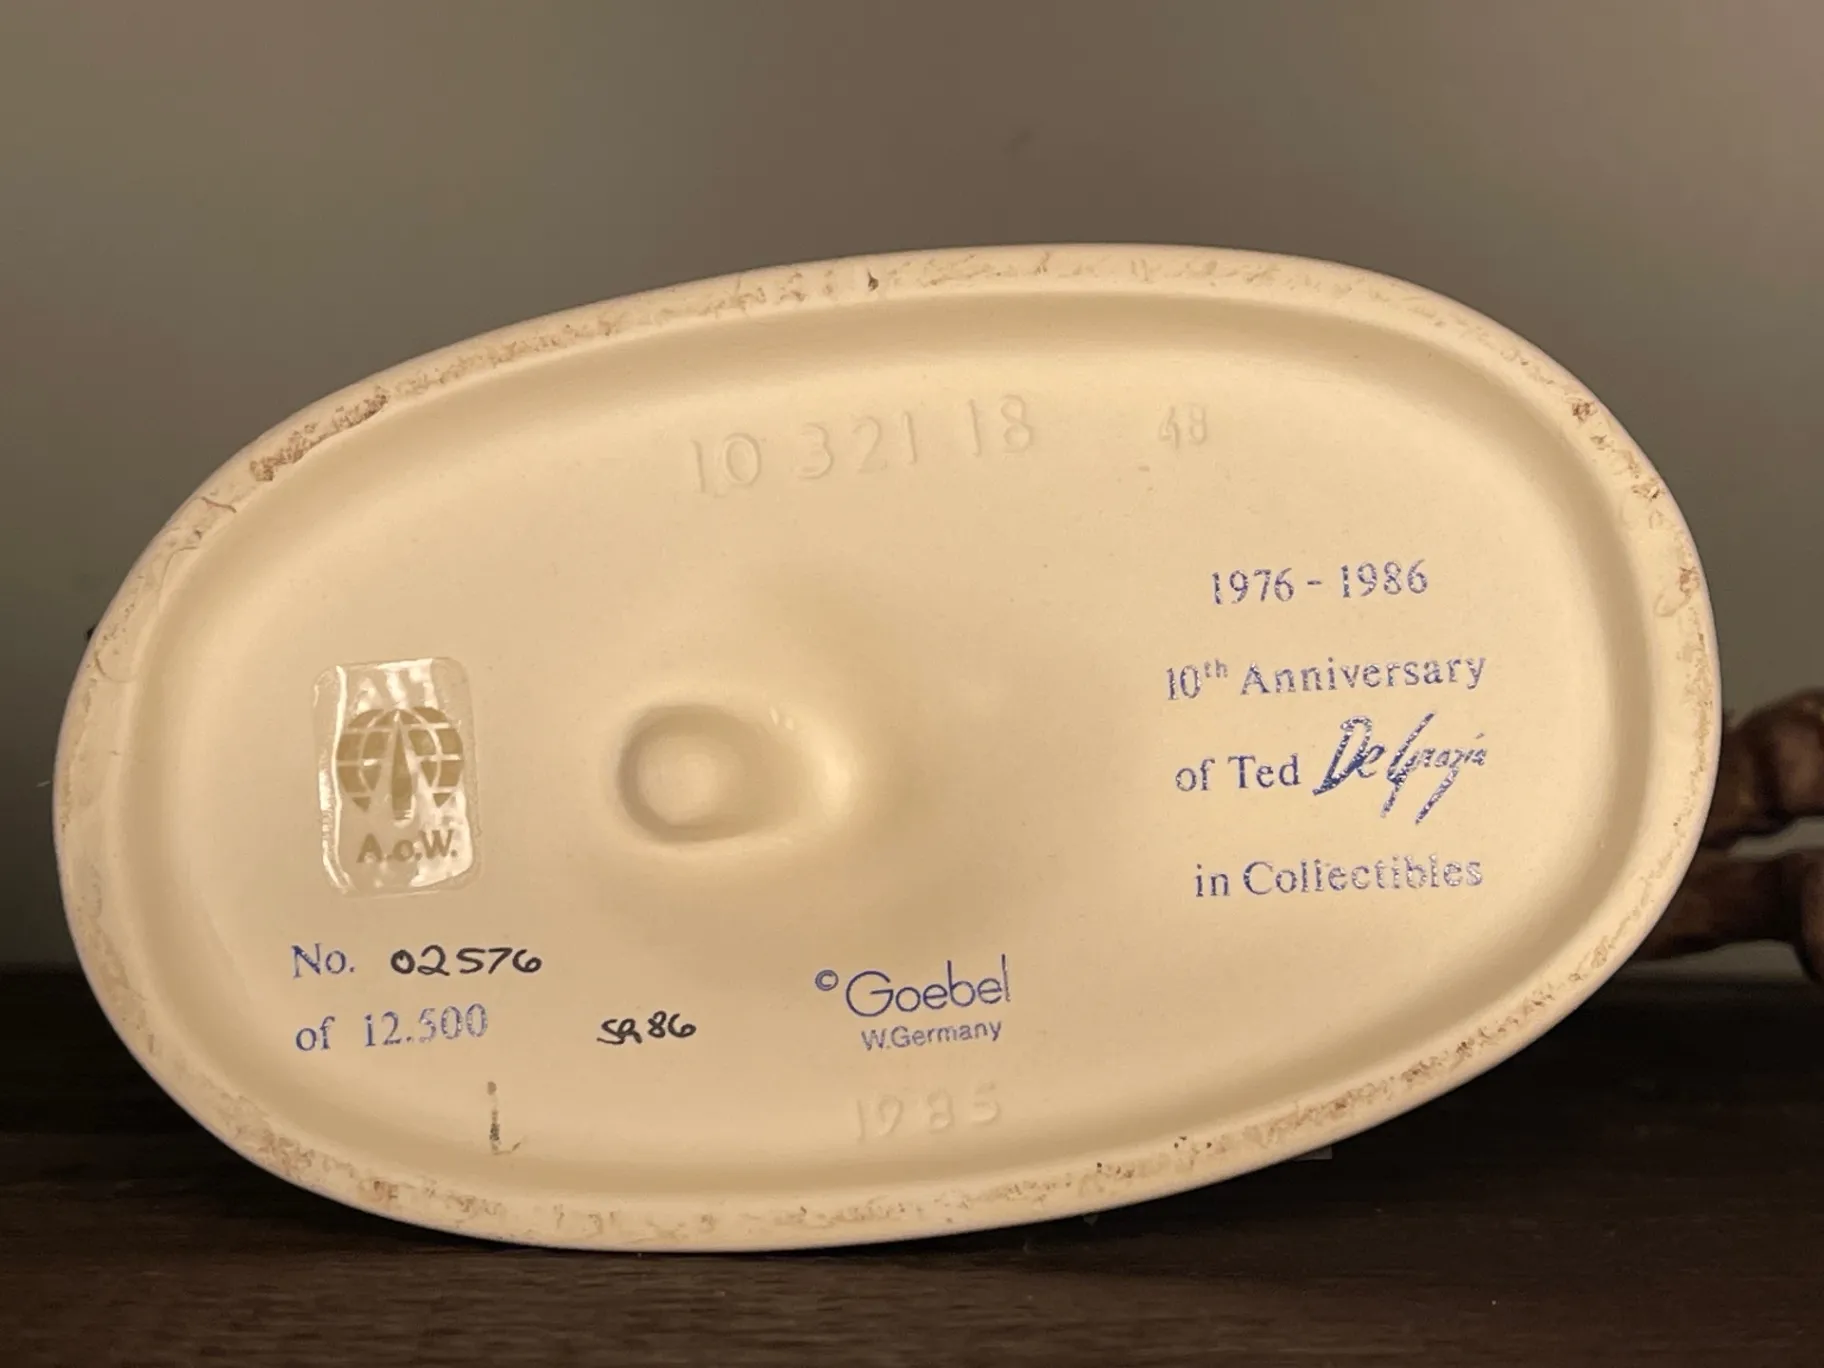 10 321 18 48
1976 - 1986
10th Anniversary
of Ted DeGrazia
in Collectibles
A.o.W.
No. 02576
of 12.500
© Goebel
W.Germany
1985